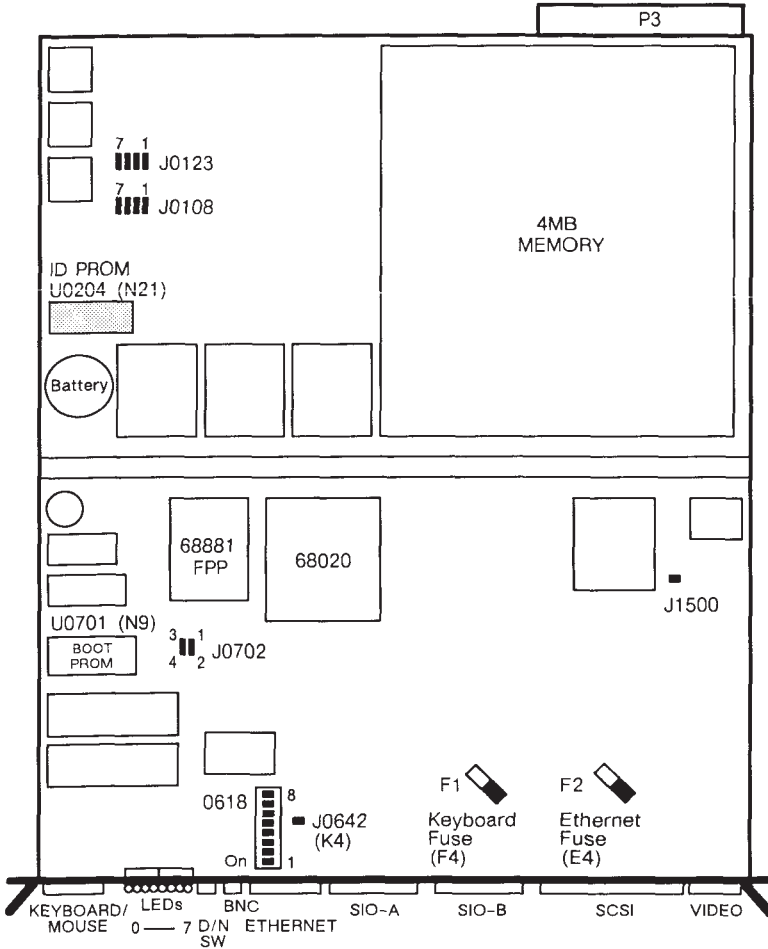 P3
7 1
J0123
7 1
J0108
4MB
MEMORY
ID PROM
U0204 (N21)
Battery
68881
FPP
68020
J1500
U0701 (N9)
BOOT
PROM
3 1
J0702
4 2
0618
8
J0642
(K4)
On
1
F1
Keyboard
Fuse
(F4)
F2
Ethernet
Fuse
(E4)
KEYBOARD/
MOUSE
LEDs
0 — 7
D/N
SW
BNC
ETHERNET
SIO-A
SIO-B
SCSI
VIDEO